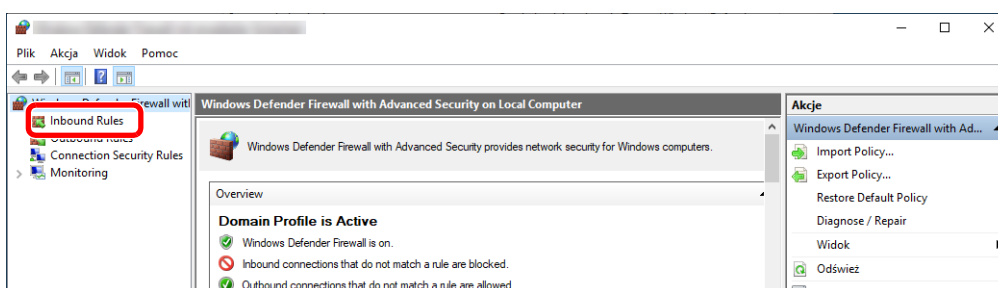 Plik Akcja Widok Pomoc
Windows Defender Firewall with
Inbound Rules
Outbound Rules
Connection Security Rules
Monitoring
Windows Defender Firewall with Advanced Security on Local Computer
Windows Defender Firewall with Advanced Security provides network security for Windows computers.
Overview
Domain Profile is Active
Windows Defender Firewall is on.
Inbound connections that do not match a rule are blocked.
Outbound connections that do not match a rule are allowed.
Akcje
Windows Defender Firewall with Ad...
Import Policy...
Export Policy...
Restore Default Policy
Diagnose / Repair
Widok
Odśwież